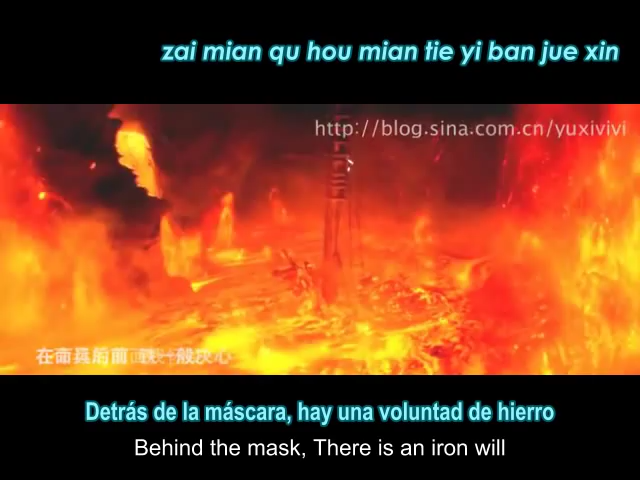 zai mian qu hou mian tie yi ban jue xin
http://blog.sina.com.cn/yuxivivi
Detrás de la máscara, hay una voluntad de hierro
Behind the mask, There is an iron will